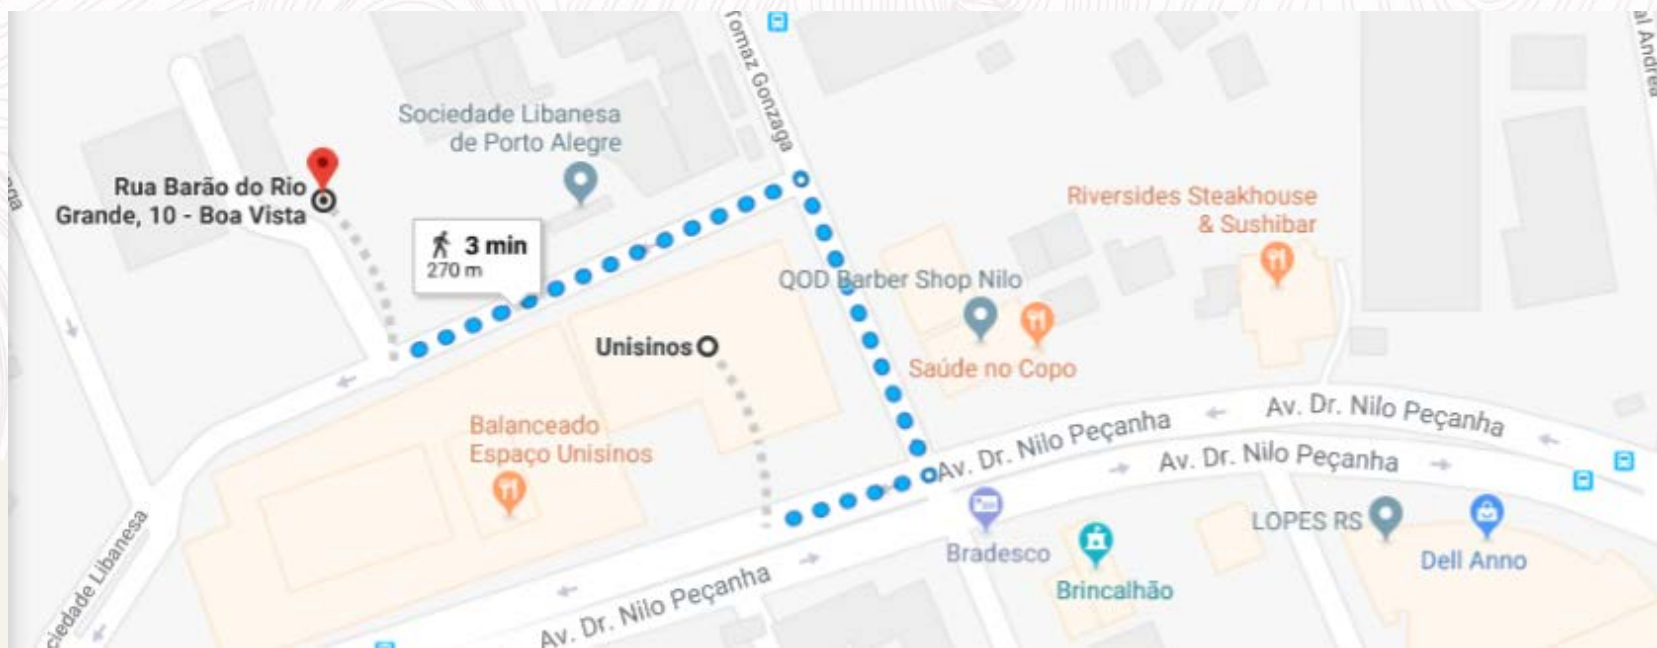 Tomaz Gonzaga
Sociedade Libanesa
de Porto Alegre
Rua Barão do Rio
Grande, 10 - Boa Vista
3 min
270 m
Riversides Steakhouse
& Sushibar
QOD Barber Shop Nilo
Unisinos
Saúde no Copo
Balanceado
Espaço Unisinos
Av. Dr. Nilo Peçanha
Av. Dr. Nilo Peçanha
Av. Dr. Nilo Peçanha
LOPES RS
Bradesco
Dell Anno
Brincalhão
Av. Dr. Nilo Peçanha
ciedade Libanesa